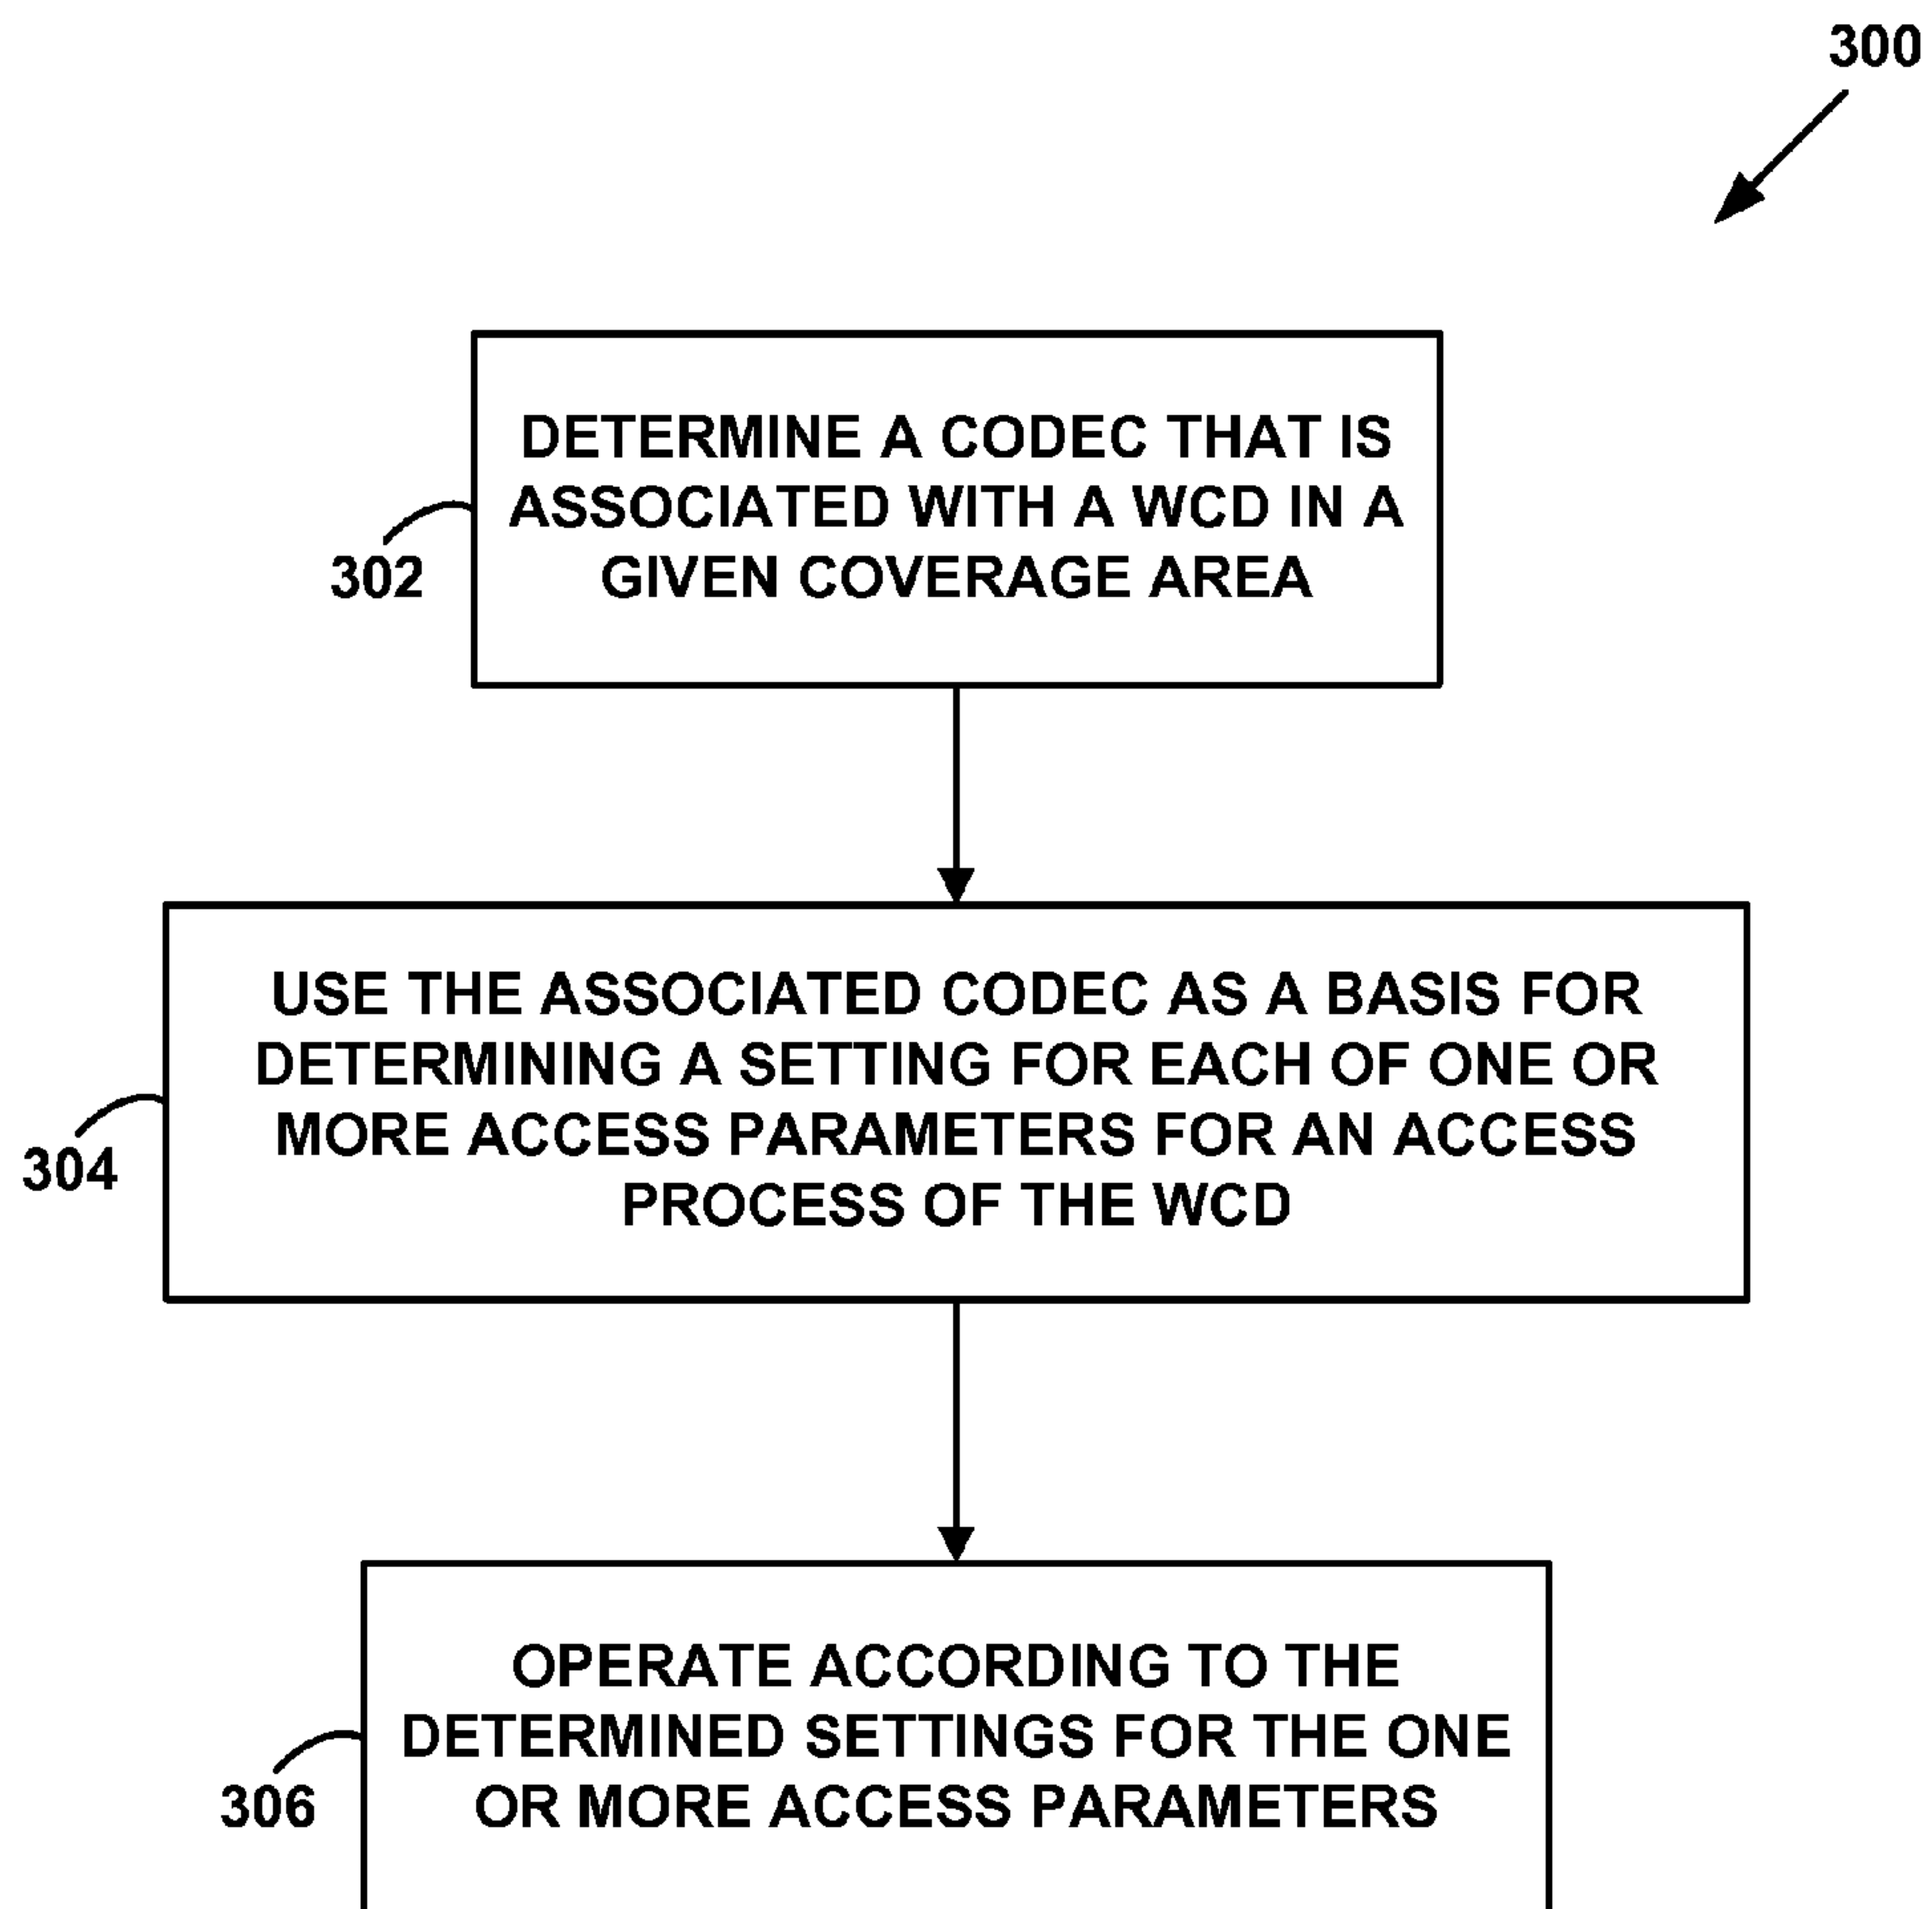 300
DETERMINE A CODEC THAT IS
ASSOCIATED WITH A WCD IN A
GIVEN COVERAGE AREA
302
USE THE ASSOCIATED CODEC AS A BASIS FOR
DETERMINING A SETTING FOR EACH OF ONE OR
MORE ACCESS PARAMETERS FOR AN ACCESS
PROCESS OF THE WCD
304
OPERATE ACCORDING TO THE
DETERMINED SETTINGS FOR THE ONE
OR MORE ACCESS PARAMETERS
306